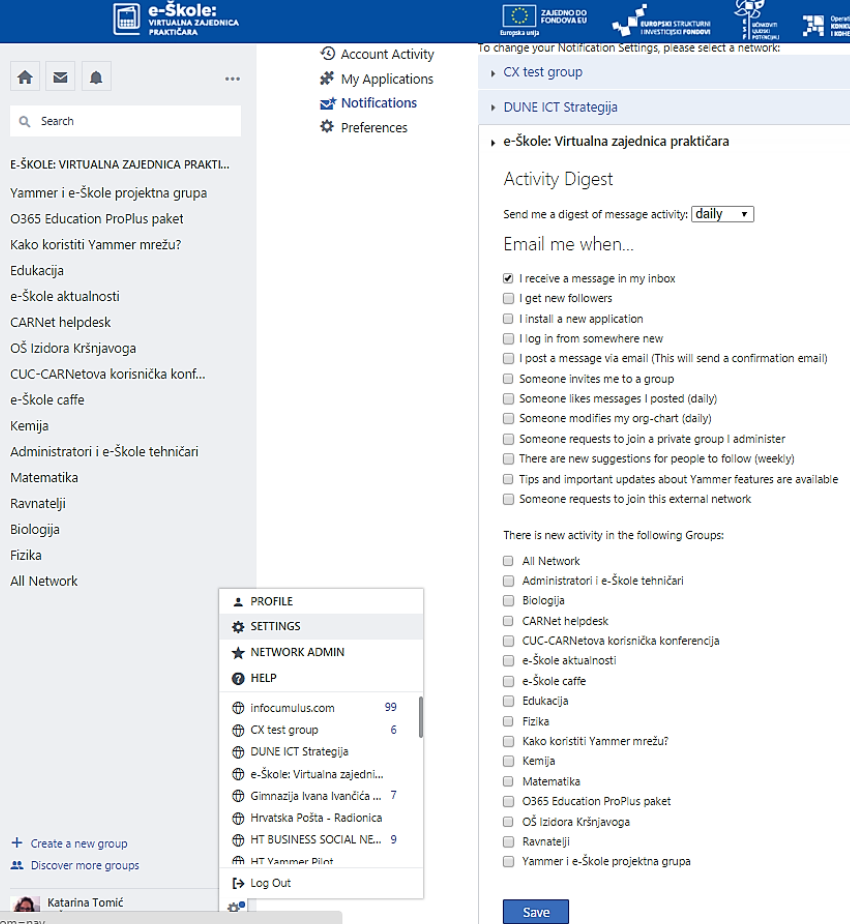 e-Škole:
VIRTUALNA ZAJEDNICA
PRAKTIČARA
Europska unija
ZAJEDNO DO
FONDOVA EU
EUROPSKI STRUKTURNI
I INVESTICIJSKI FONDOVI
UČINKOVITI
LJUDSKI
POTENCIJALI
Search
E-ŠKOLE: VIRTUALNA ZAJEDNICA PRAKTI...
Yammer i e-Škole projektna grupa
O365 Education ProPlus paket
Kako koristiti Yammer mrežu?
Edukacija
e-Škole aktualnosti
CARNet helpdesk
OŠ Izidora Kršnjavoga
CUC-CARNetova korisnička konf...
e-Škole caffe
Kemija
Administratori i e-Škole tehničari
Matematika
Ravnatelji
Biologija
Fizika
All Network
Create a new group
Discover more groups
Katarina Tomić
Account Activity
My Applications
Notifications
Preferences
PROFILE
SETTINGS
NETWORK ADMIN
HELP
infocumulus.com 99
CX test group 6
DUNE ICT Strategija
e-Škole: Virtualna zajedni...
Gimnazija Ivana Ivančića ... 7
Hrvatska Pošta - Radionica
HT BUSINESS SOCIAL NE... 9
HT Yammer Pilot
Log Out
To change your Notification Settings, please select a network:
CX test group
DUNE ICT Strategija
e-Škole: Virtualna zajednica praktičara
Activity Digest
Send me a digest of message activity: daily
Email me when...
I receive a message in my inbox
I get new followers
I install a new application
I log in from somewhere new
I post a message via email (This will send a confirmation email)
Someone invites me to a group
Someone likes messages I posted (daily)
Someone modifies my org-chart (daily)
Someone requests to join a private group I administer
There are new suggestions for people to follow (weekly)
Tips and important updates about Yammer features are available
Someone requests to join this external network
There is new activity in the following Groups:
All Network
Administratori i e-Škole tehničari
Biologija
CARNet helpdesk
CUC-CARNetova korisnička konferencija
e-Škole aktualnosti
e-Škole caffe
Edukacija
Fizika
Kako koristiti Yammer mrežu?
Kemija
Matematika
O365 Education ProPlus paket
OŠ Izidora Kršnjavoga
Ravnatelji
Yammer i e-Škole projektna grupa
Save